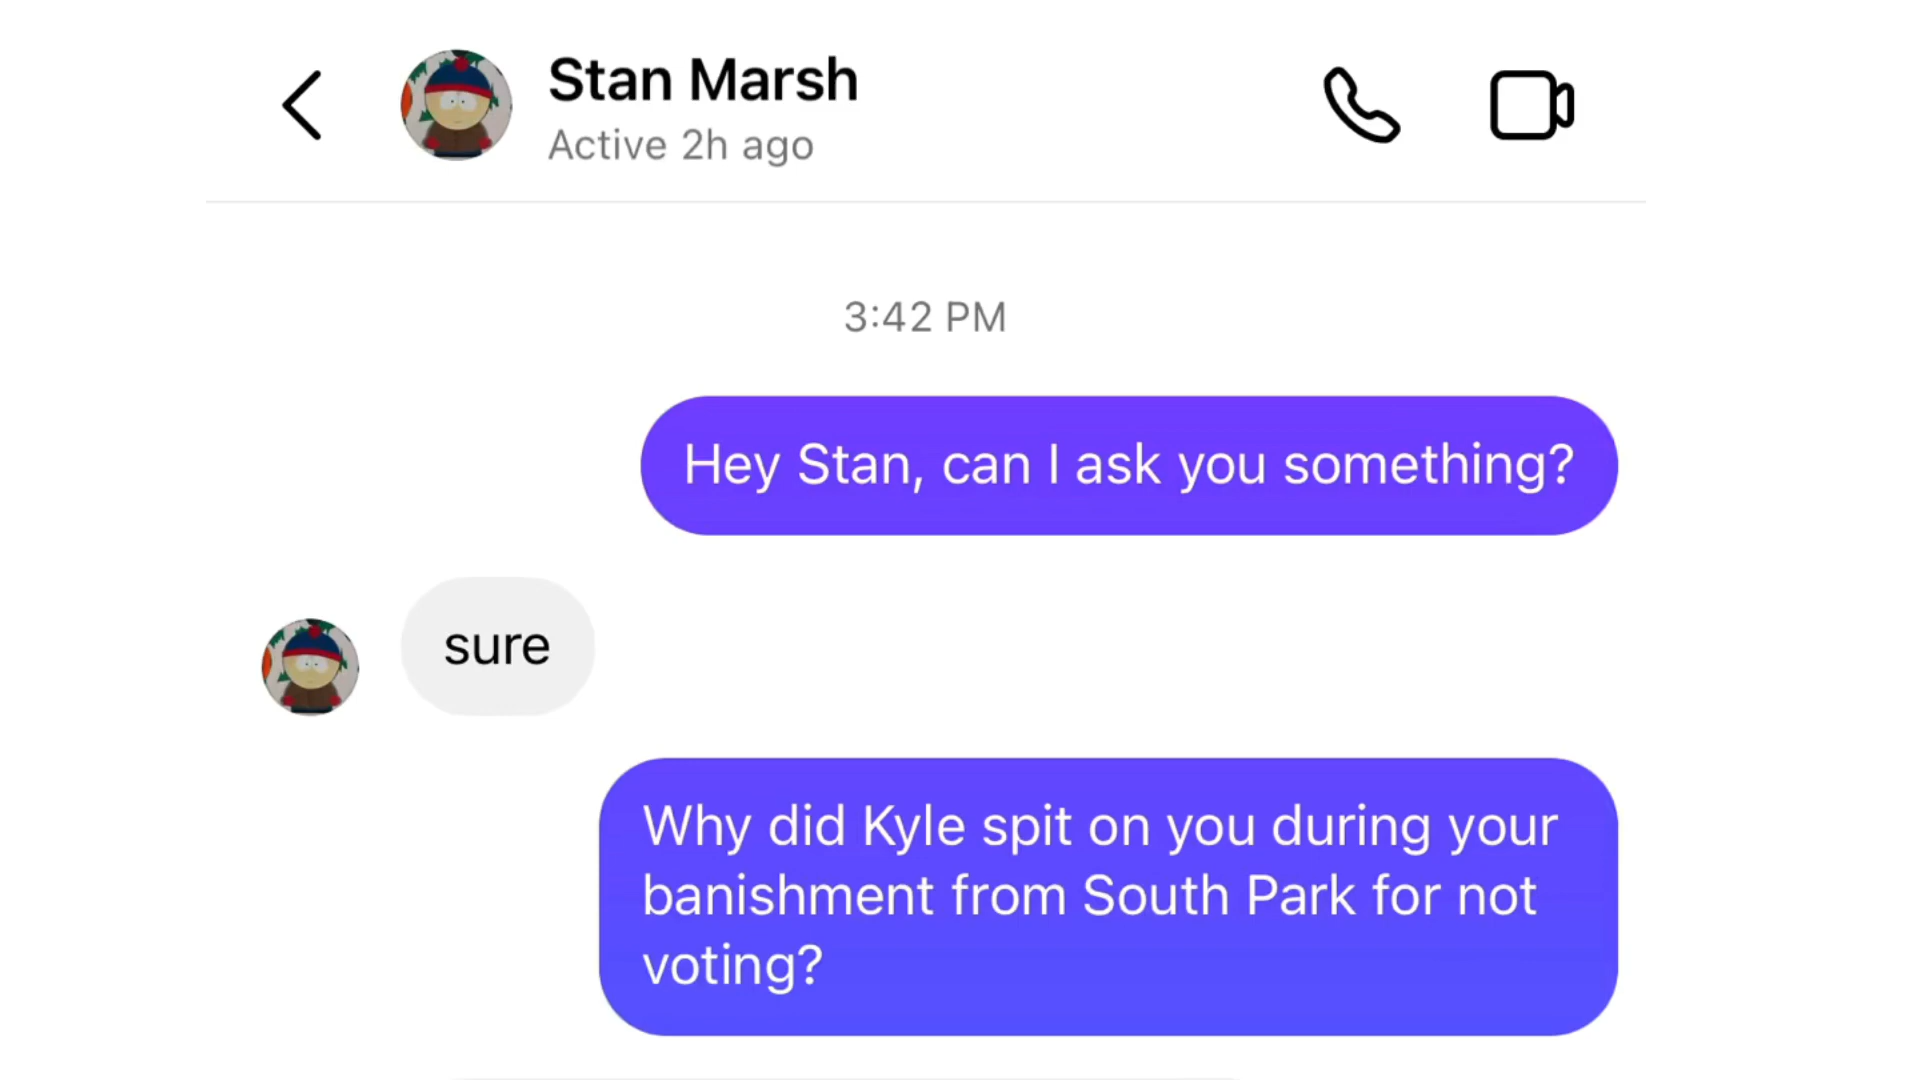 Stan Marsh
Active 2h ago
3:42 PM
Hey Stan, can I ask you something?
sure
Why did Kyle spit on you during your
banishment from South Park for not
voting?